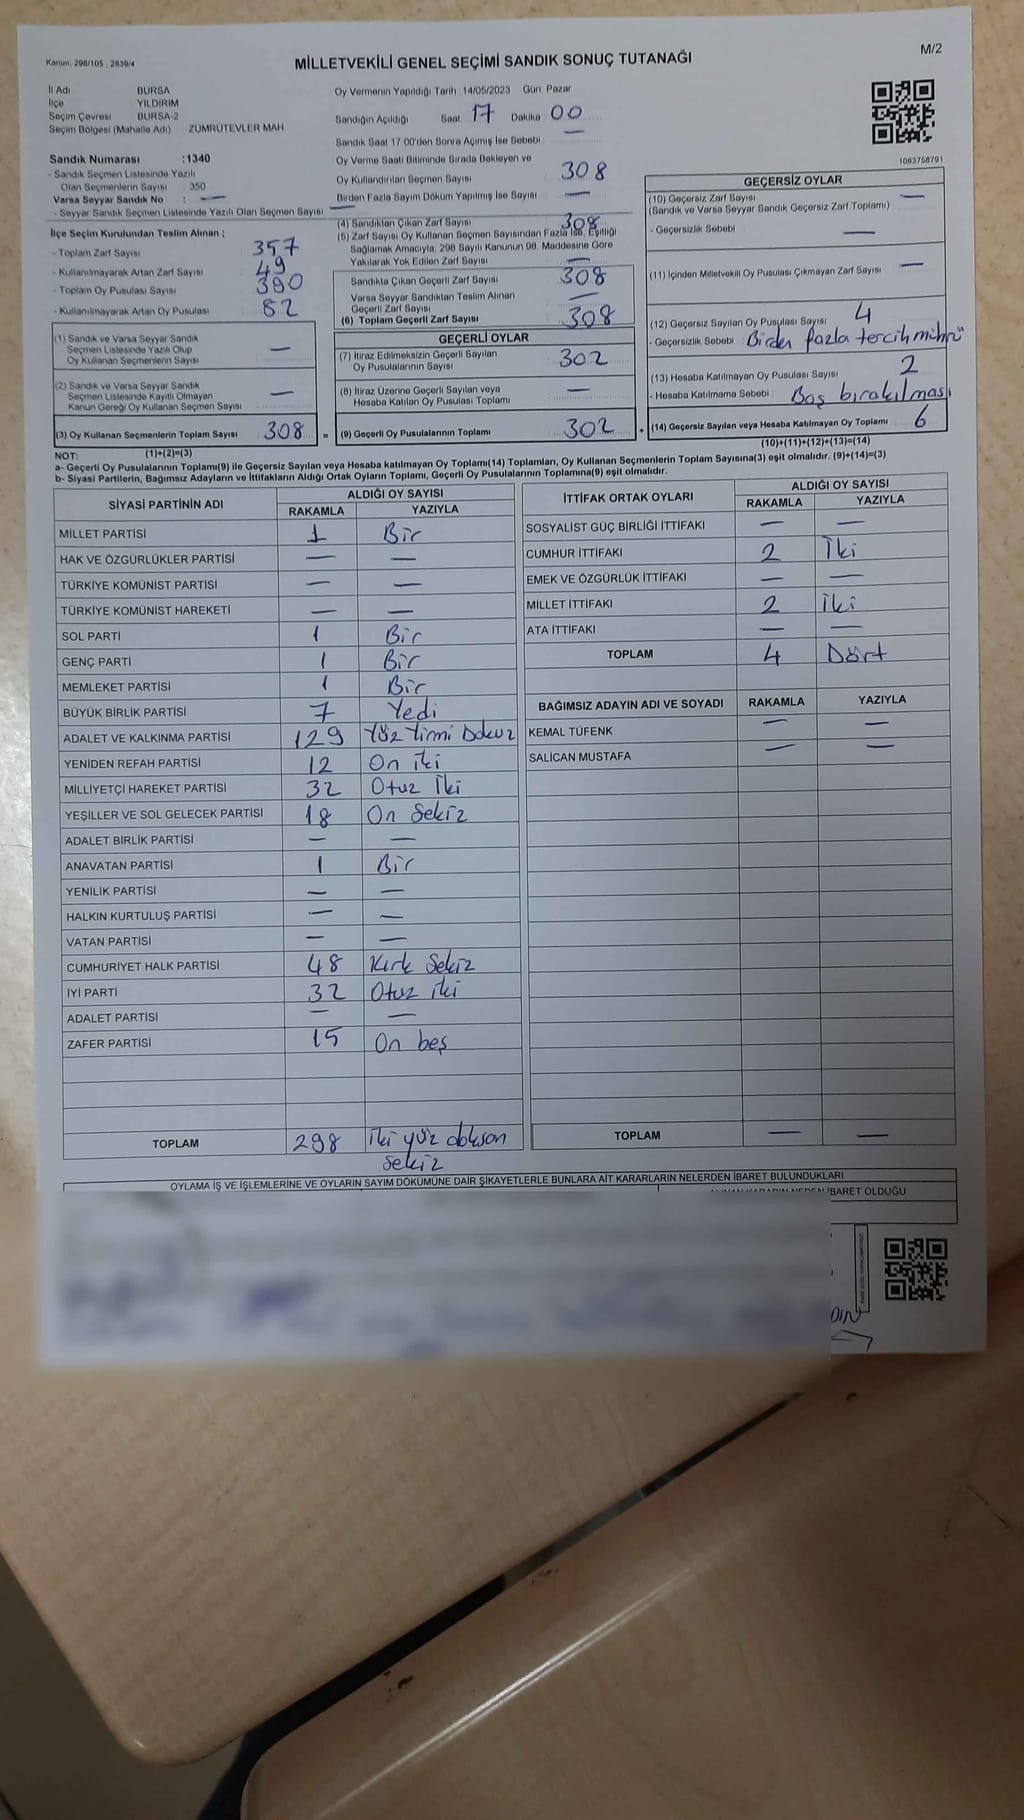 Kanun: 298/105 , 2839/4
MİLLETVEKİLİ GENEL SEÇİMİ SANDIK SONUÇ TUTANAĞI
M/2
İl Adı BURSA
İlçe YILDIRIM
Seçim Çevresi BURSA-2
Seçim Bölgesi (Mahalle Adı) ZÜMRÜTEVLER MAH
Sandık Numarası :1340
- Sandık Seçmen Listesinde Yazılı
Olan Seçmenlerin Sayısı 350
Varsa Seyyar Sandık No : —
- Seyyar Sandık Seçmen Listesinde Yazılı Olan Seçmen Sayısı —
İlçe Seçim Kurulundan Teslim Alınan :
- Toplam Zarf Sayısı 357
- Kullanılmayarak Artan Zarf Sayısı 49
- Toplam Oy Pusulası Sayısı 390
- Kullanılmayarak Artan Oy Pusulası 82
(1) Sandık ve Varsa Seyyar Sandık
Seçmen Listesinde Yazılı Olup
Oy Kullanan Seçmenlerin Sayısı —
(2) Sandık ve Varsa Seyyar Sandık
Seçmen Listesinde Kayıtlı Olmayan
Kanun Gereği Oy Kullanan Seçmen Sayısı —
(3) Oy Kullanan Seçmenlerin Toplam Sayısı 308 =
(1)+(2)=(3)
Oy Vermenin Yapıldığı Tarih 14/05/2023 Gün: Pazar
Sandığın Açıldığı Saat 17 Dakika 00
Sandık Saat 17 00'den Sonra Açılmış İse Sebebi : —
Oy Verme Saati Bitiminde Sırada Bekleyen ve
Oy Kullandırılan Seçmen Sayısı 308
Birden Fazla Sayım Döküm Yapılmış İse Sayısı —
(4) Sandıktan Çıkan Zarf Sayısı 308
(5) Zarf Sayısı Oy Kullanan Seçmen Sayısından Fazla İse, Eşitliği
Sağlamak Amacıyla, 298 Sayılı Kanunun 98. Maddesine Göre
Yakılarak Yok Edilen Zarf Sayısı —
Sandıkta Çıkan Geçerli Zarf Sayısı 308
Varsa Seyyar Sandıktan Teslim Alınan
Geçerli Zarf Sayısı —
(6) Toplam Geçerli Zarf Sayısı 308
GEÇERLİ OYLAR
(7) İtiraz Edilmeksizin Geçerli Sayılan
Oy Pusulalarının Sayısı 302
(8) İtiraz Üzerine Geçerli Sayılan veya
Hesaba Katılan Oy Pusulası Toplamı —
(9) Geçerli Oy Pusulalarının Toplamı 302 +
1083758791
GEÇERSİZ OYLAR
(10) Geçersiz Zarf Sayısı —
(Sandık ve Varsa Seyyar Sandık Geçersiz Zarf Toplamı)
- Geçersizlik Sebebi —
(11) İçinden Milletvekili Oy Pusulası Çıkmayan Zarf Sayısı —
(12) Geçersiz Sayılan Oy Pusulası Sayısı 4
- Geçersizlik Sebebi Birden fazla tercih mührü
(13) Hesaba Katılmayan Oy Pusulası Sayısı 2
- Hesaba Katılmama Sebebi : Boş bırakılması
(14) Geçersiz Sayılan veya Hesaba Katılmayan Oy Toplamı 6
(10)+(11)+(12)+(13)=(14)
NOT:
a- Geçerli Oy Pusulalarının Toplamı(9) ile Geçersiz Sayılan veya Hesaba katılmayan Oy Toplamı(14) Toplamları, Oy Kullanan Seçmenlerin Toplam Sayısına(3) eşit olmalıdır. (9)+(14)=(3)
b- Siyasi Partilerin, Bağımsız Adayların ve İttifakların Aldığı Ortak Oyların Toplamı, Geçerli Oy Pusulalarının Toplamına(9) eşit olmalıdır.
SİYASİ PARTİNİN ADI ALDIĞI OY SAYISI
RAKAMLA YAZIYLA
MİLLET PARTİSİ 1 Bir
HAK VE ÖZGÜRLÜKLER PARTİSİ — —
TÜRKİYE KOMÜNİST PARTİSİ — —
TÜRKİYE KOMÜNİST HAREKETİ — —
SOL PARTİ 1 Bir
GENÇ PARTİ 1 Bir
MEMLEKET PARTİSİ 1 Bir
BÜYÜK BİRLİK PARTİSİ 7 Yedi
ADALET VE KALKINMA PARTİSİ 129 Yüz Yirmi Dokuz
YENİDEN REFAH PARTİSİ 12 On iki
MİLLİYETÇİ HAREKET PARTİSİ 32 Otuz İki
YEŞİLLER VE SOL GELECEK PARTİSİ 18 On Sekiz
ADALET BİRLİK PARTİSİ — —
ANAVATAN PARTİSİ 1 Bir
YENİLİK PARTİSİ — —
HALKIN KURTULUŞ PARTİSİ — —
VATAN PARTİSİ — —
CUMHURİYET HALK PARTİSİ 48 Kırk Sekiz
İYİ PARTİ 32 Otuz iki
ADALET PARTİSİ — —
ZAFER PARTİSİ 15 On beş
TOPLAM 298 İki yüz doksan
sekiz
İTTİFAK ORTAK OYLARI ALDIĞI OY SAYISI
RAKAMLA YAZIYLA
SOSYALİST GÜÇ BİRLİĞİ İTTİFAKI — —
CUMHUR İTTİFAKI 2 İki
EMEK VE ÖZGÜRLÜK İTTİFAKI — —
MİLLET İTTİFAKI 2 İki
ATA İTTİFAKI — —
TOPLAM 4 Dört
BAĞIMSIZ ADAYIN ADI VE SOYADI RAKAMLA YAZIYLA
KEMAL TÜFENK — —
SALİCAN MUSTAFA — —
TOPLAM — —
OYLAMA İŞ VE İŞLEMLERİNE VE OYLARIN SAYIM DÖKÜMÜNE DAİR ŞİKAYETLERLE BUNLARA AİT KARARLARIN NELERDEN İBARET BULUNDUKLARI
İBARET OLDUĞU